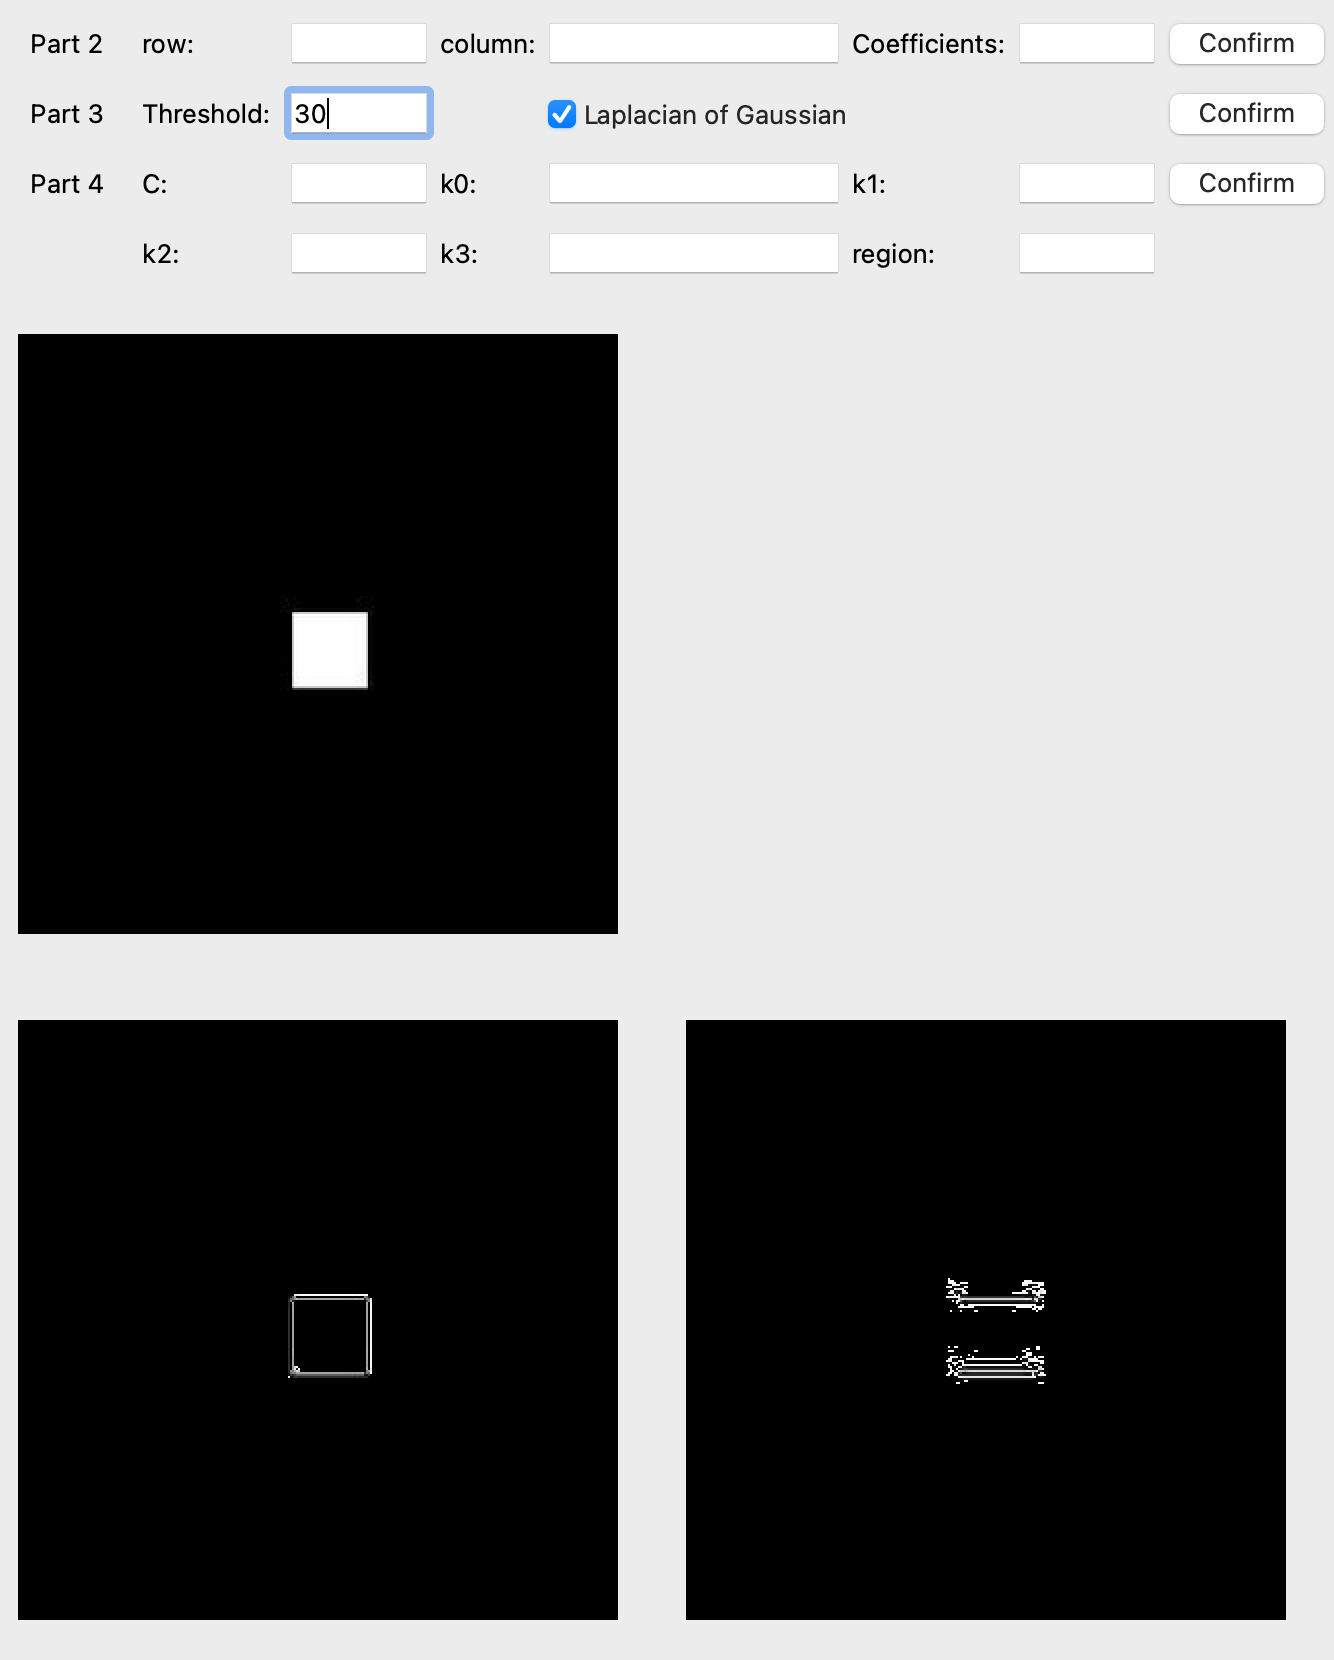 Part 2 row: column: Coefficients: Confirm
Part 3 Threshold: 30 Laplacian of Gaussian Confirm
Part 4 C: k0: k1: Confirm
k2: k3: region: